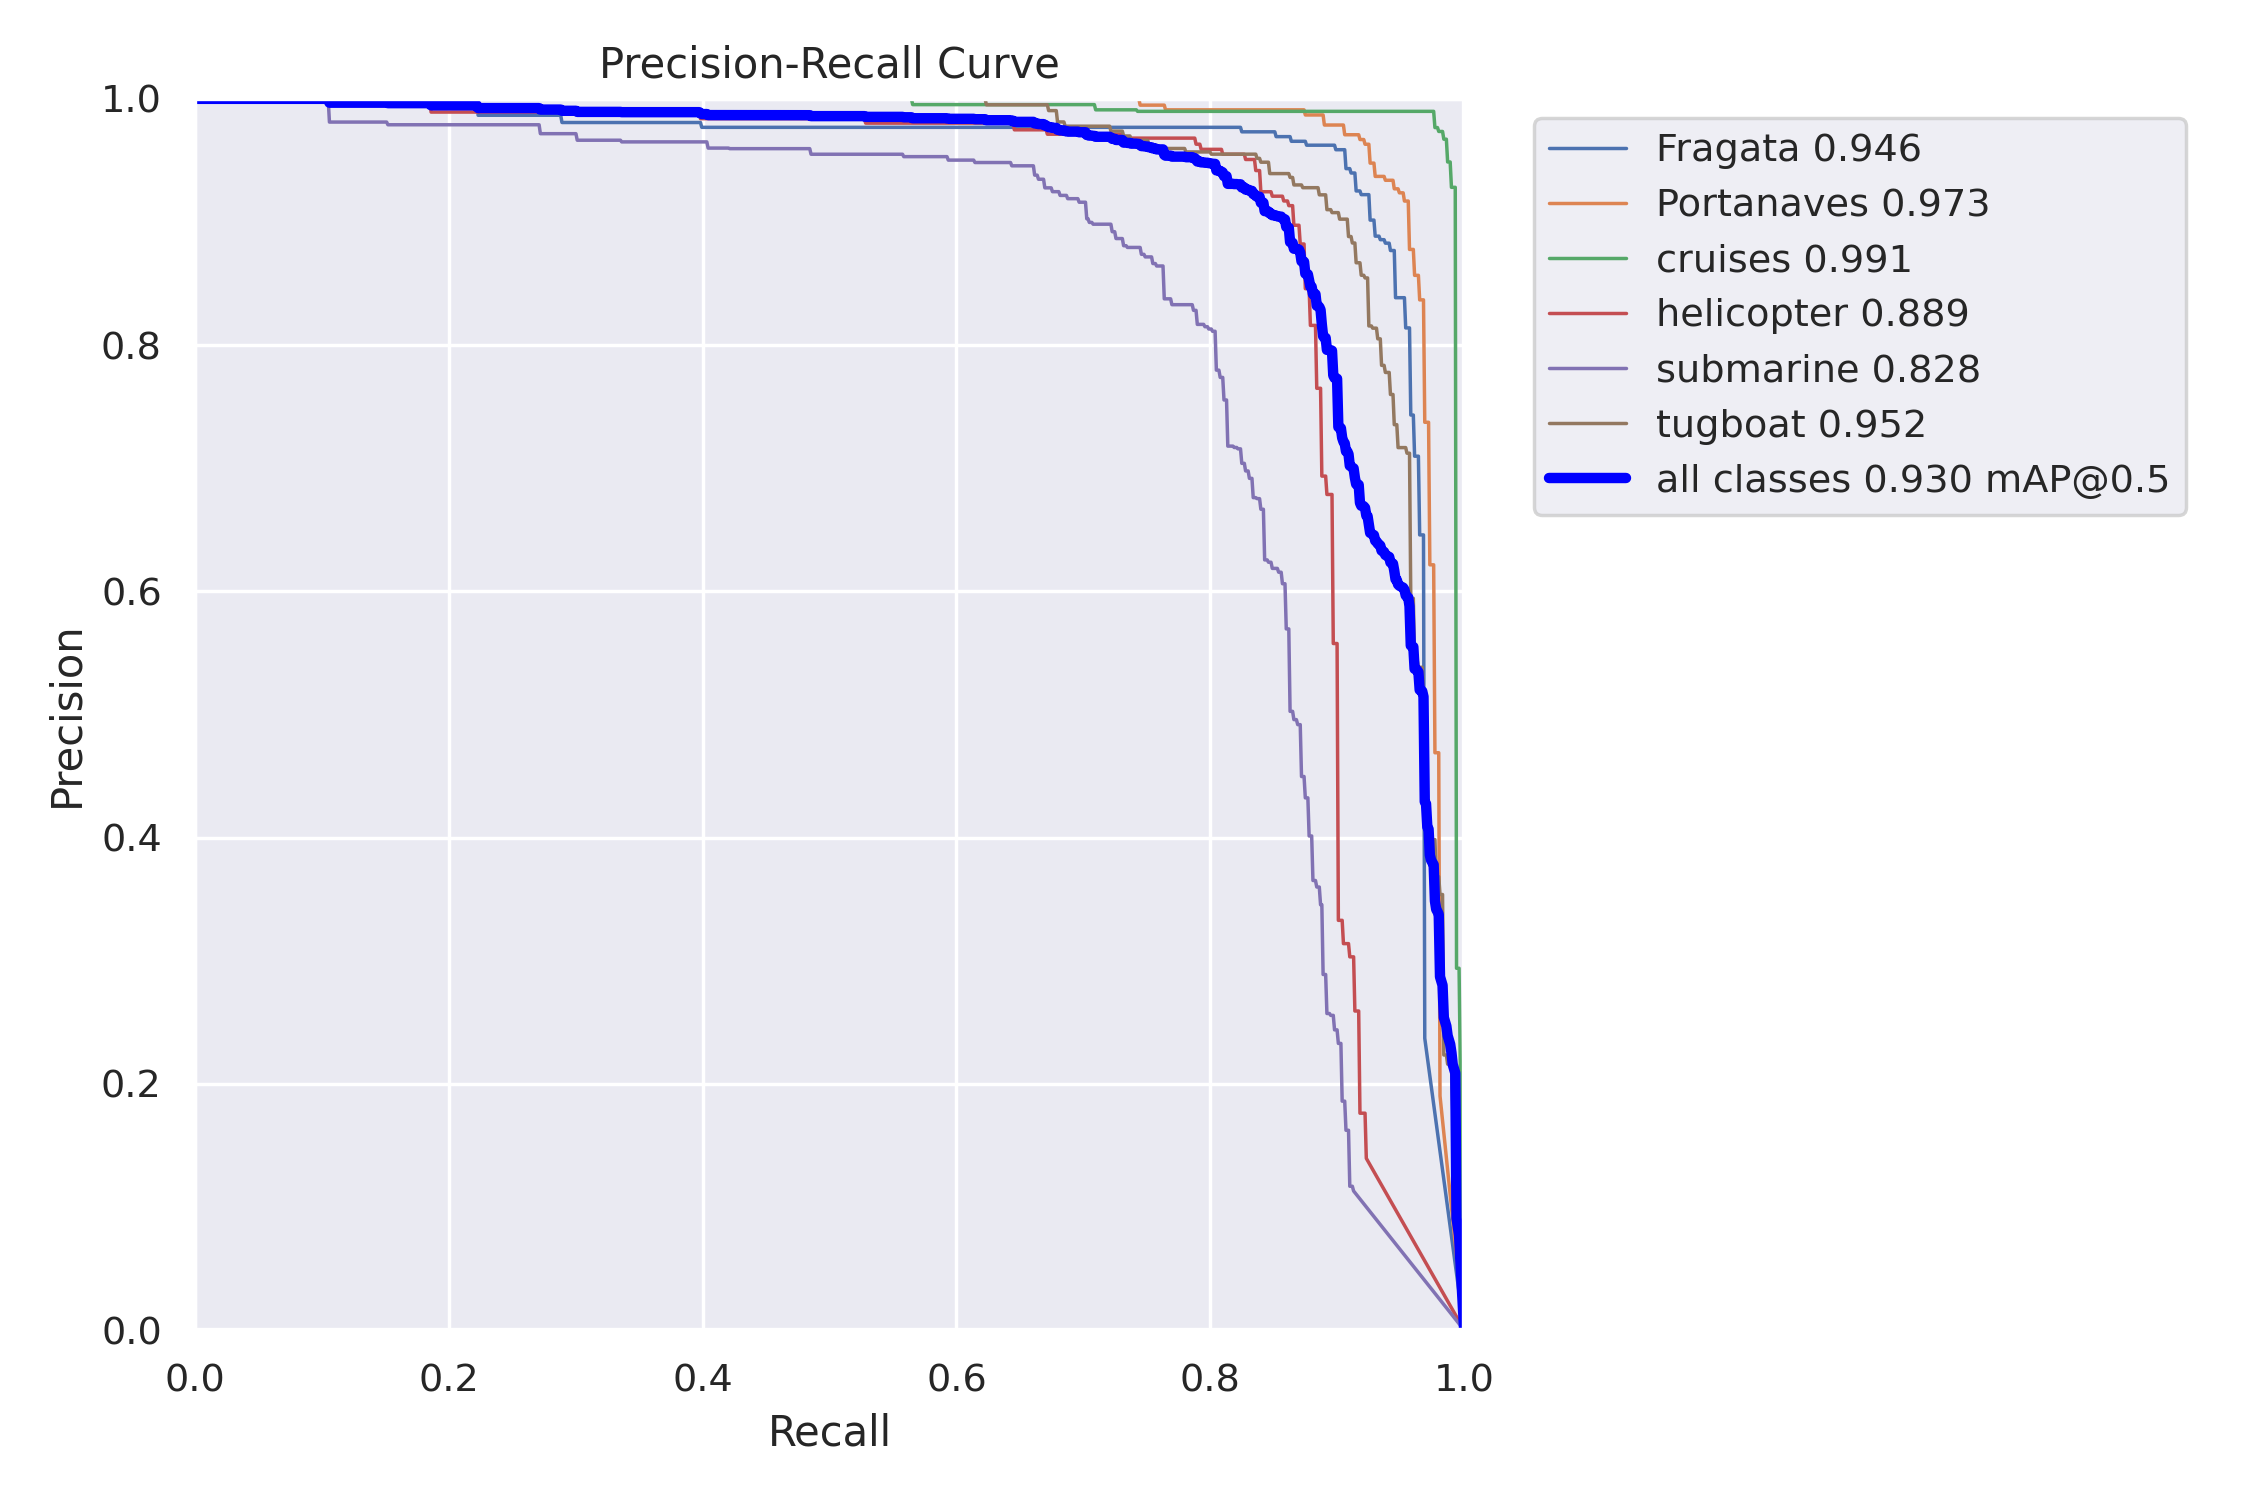 Precision-Recall Curve
1.0
0.8
0.6
0.4
0.2
0.0
Precision
0.0 0.2 0.4 0.6 0.8 1.0
Recall
Fragata 0.946
Portanaves 0.973
cruises 0.991
helicopter 0.889
submarine 0.828
tugboat 0.952
all classes 0.930 mAP@0.5